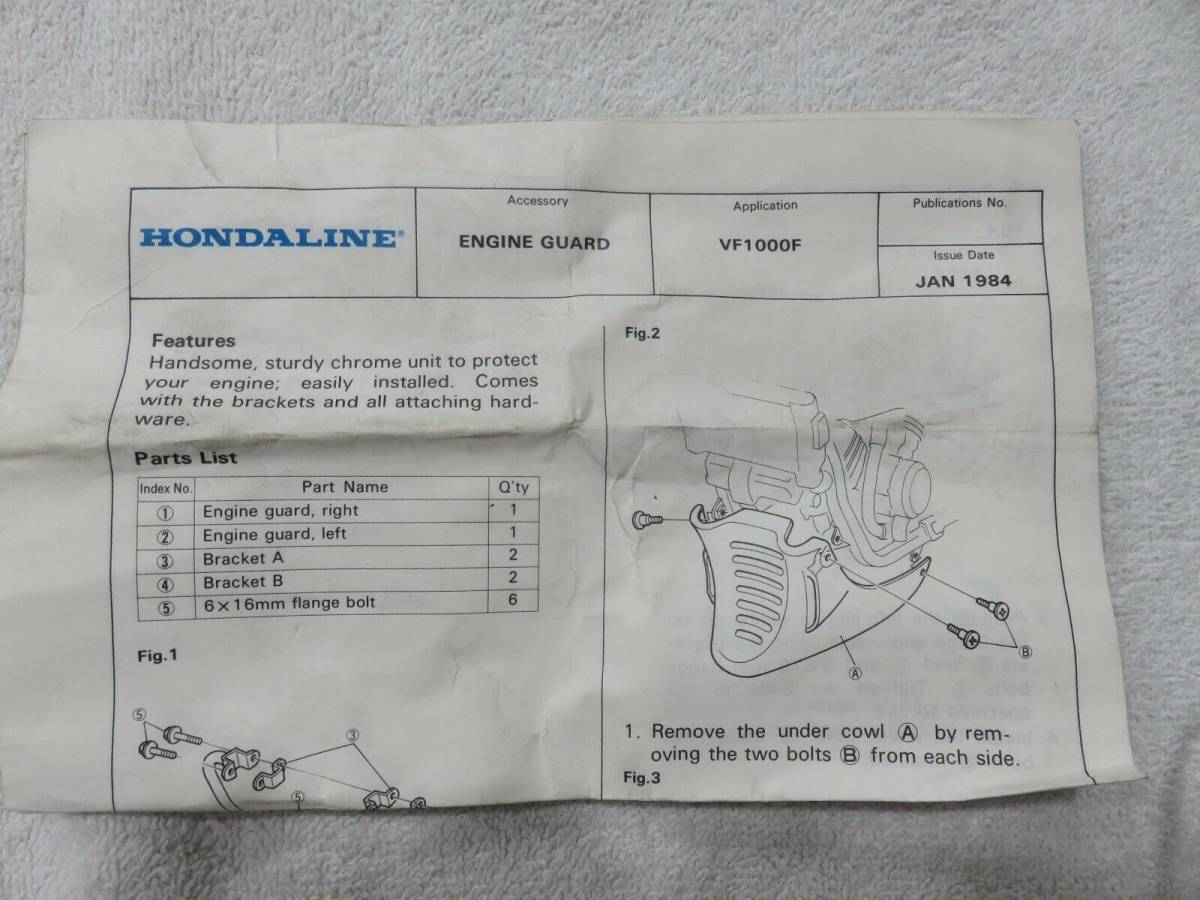 HONDALINE®
Accessory
ENGINE GUARD
Application
VF1000F
Publications No.
Issue Date
JAN 1984
Features
Handsome, sturdy chrome unit to protect
your engine; easily installed. Comes
with the brackets and all attaching hard-
ware.
Parts List
Index No. Part Name Q'ty
① Engine guard, right 1
② Engine guard, left 1
③ Bracket A 2
④ Bracket B 2
⑤ 6×16mm flange bolt 6
Fig.1
⑤
③
⑤
Fig.2
Ⓑ
Ⓐ
1. Remove the under cowl Ⓐ by rem-
oving the two bolts Ⓑ from each side.
Fig.3